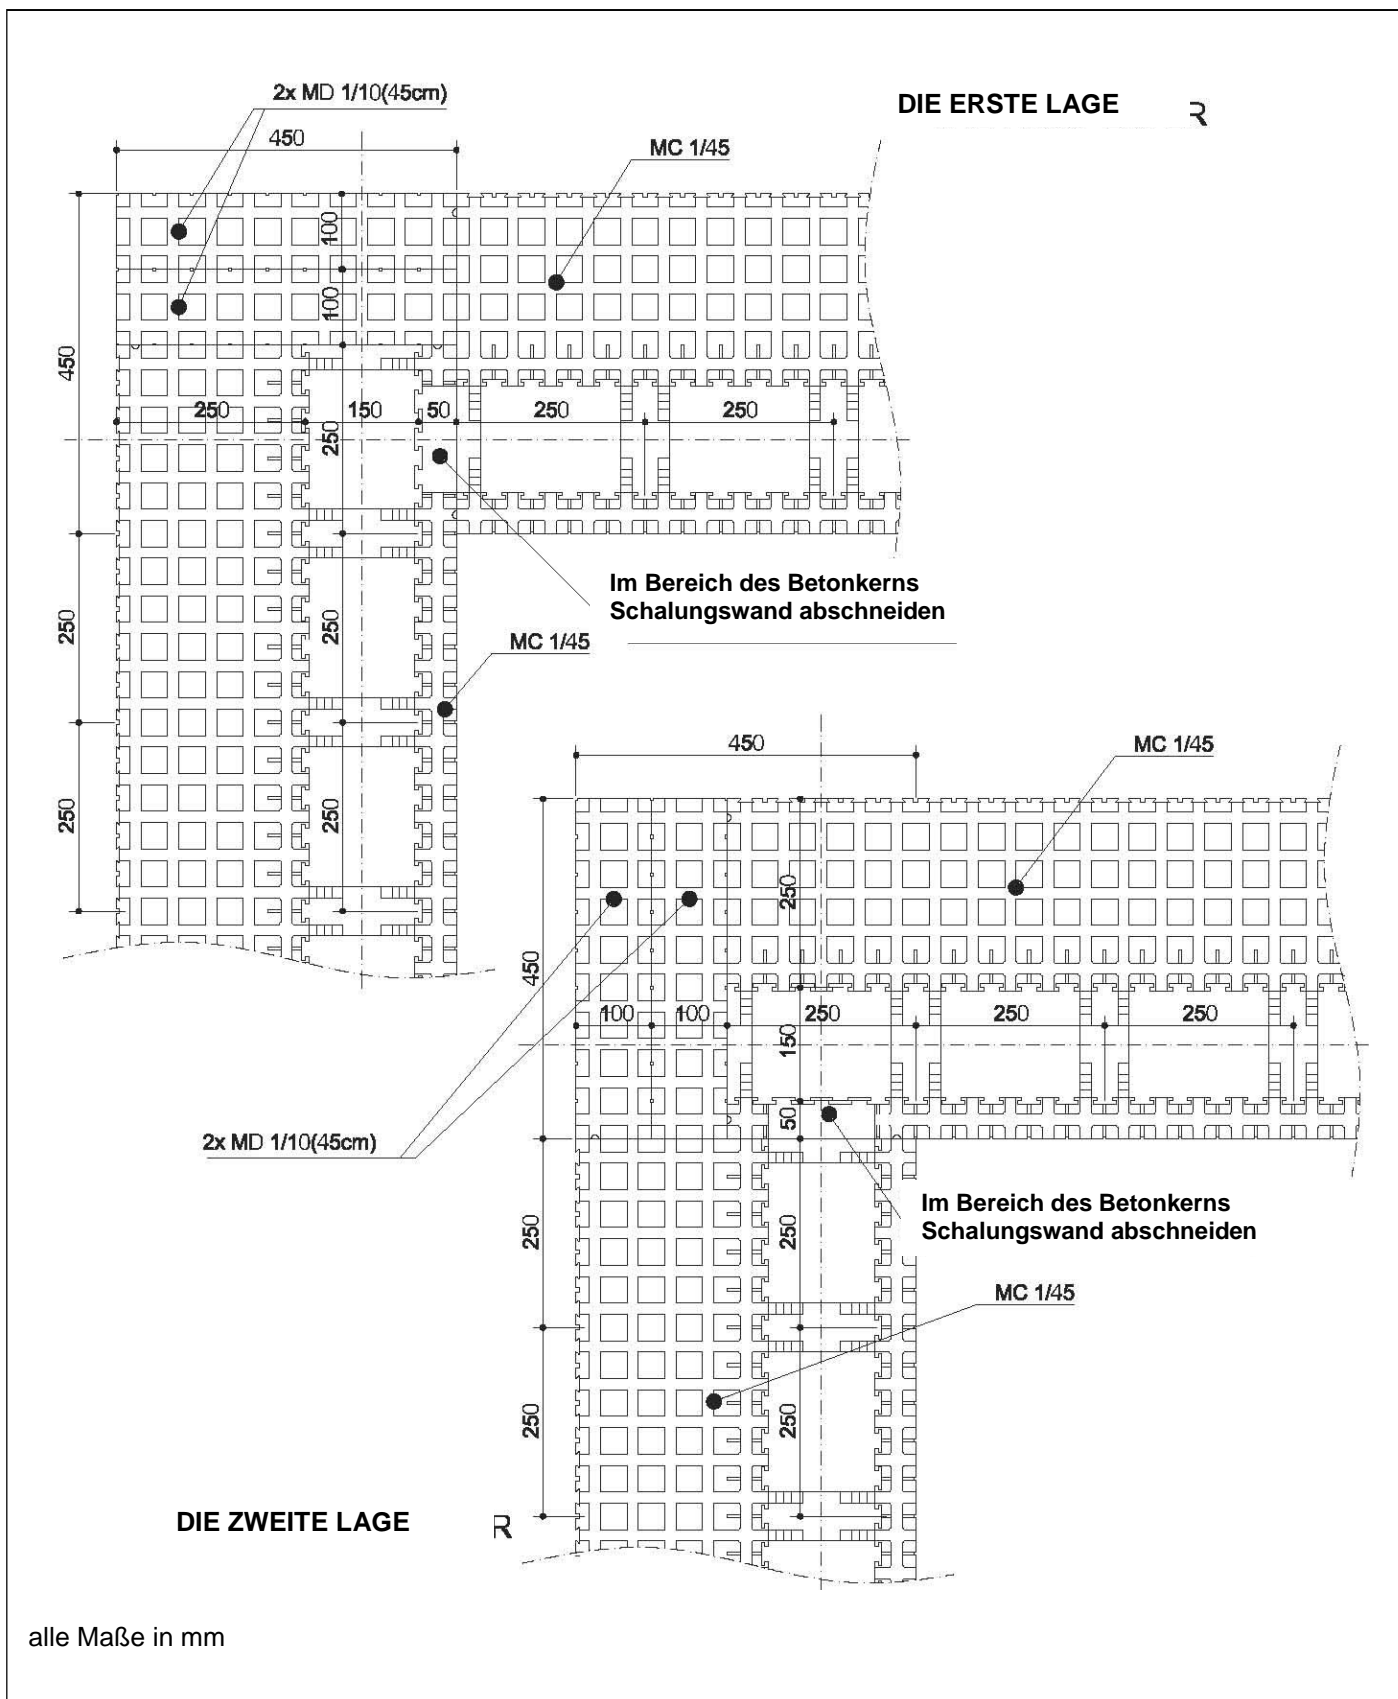 2x MD 1/10(45cm)
DIE ERSTE LAGE R
450
MC 1/45
100
100
450
250 150 50 250 250
250
Im Bereich des Betonkerns
Schalungswand abschneiden
250
250
MC 1/45
250
250
450
MC 1/45
250
450
100 100 250 250 250
150
50
2x MD 1/10(45cm)
Im Bereich des Betonkerns
Schalungswand abschneiden
250
250
MC 1/45
250
250
DIE ZWEITE LAGE R
alle Maße in mm